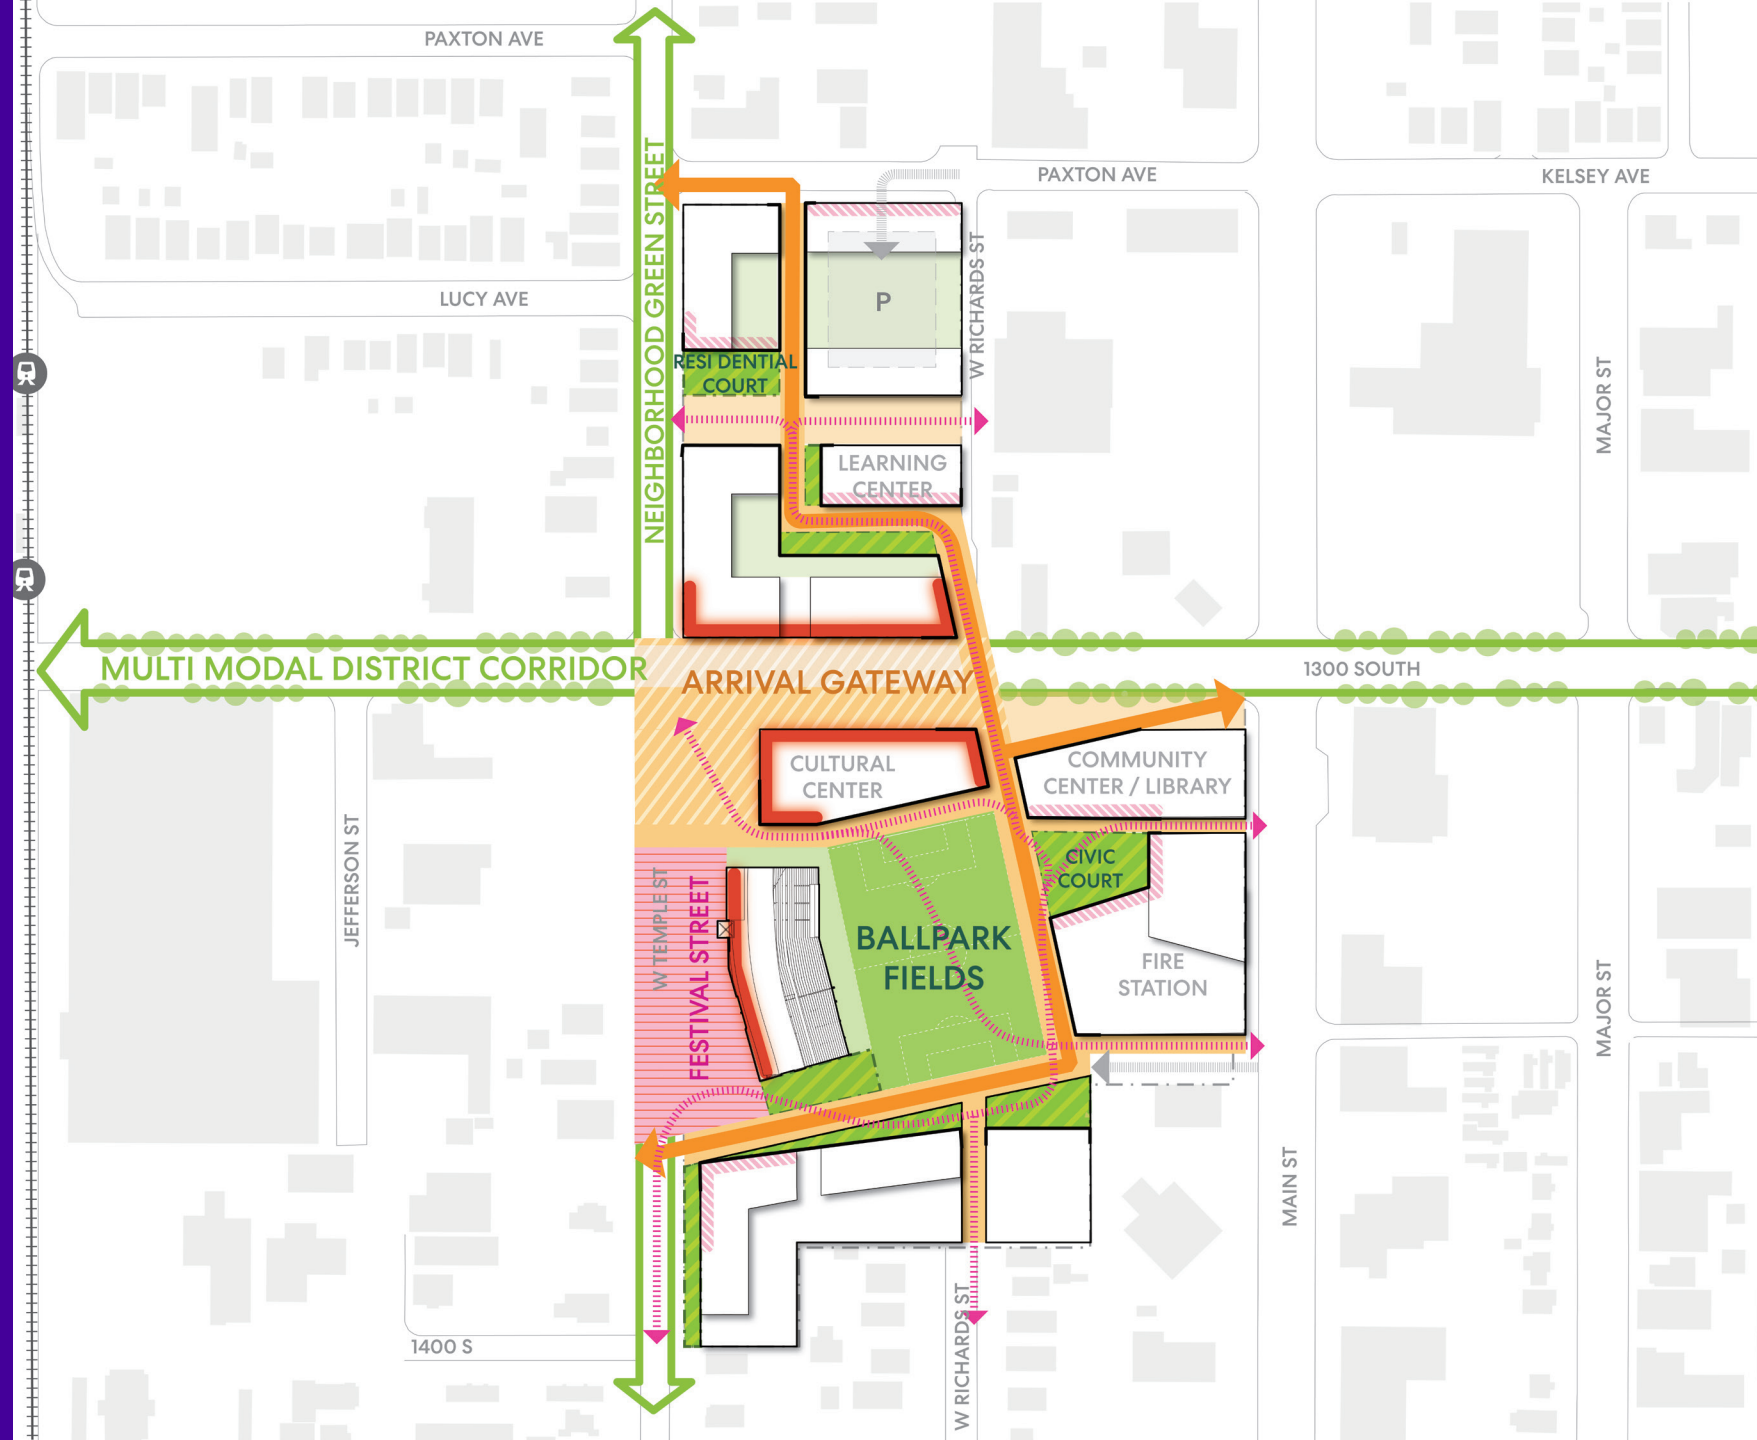 PAXTON AVE
PAXTON AVE
KELSEY AVE
NEIGHBORHOOD GREEN STREET
LUCY AVE
P
W RICHARDS ST
RESI DENTIAL
COURT
MAJOR ST
LEARNING
CENTER
MULTI MODAL DISTRICT CORRIDOR
ARRIVAL GATEWAY
1300 SOUTH
CULTURAL
CENTER
COMMUNITY
CENTER / LIBRARY
JEFFERSON ST
W TEMPLE ST
FESTIVAL STREET
CIVIC
COURT
BALLPARK
FIELDS
FIRE
STATION
MAJOR ST
MAIN ST
1400 S
W RICHARDS ST